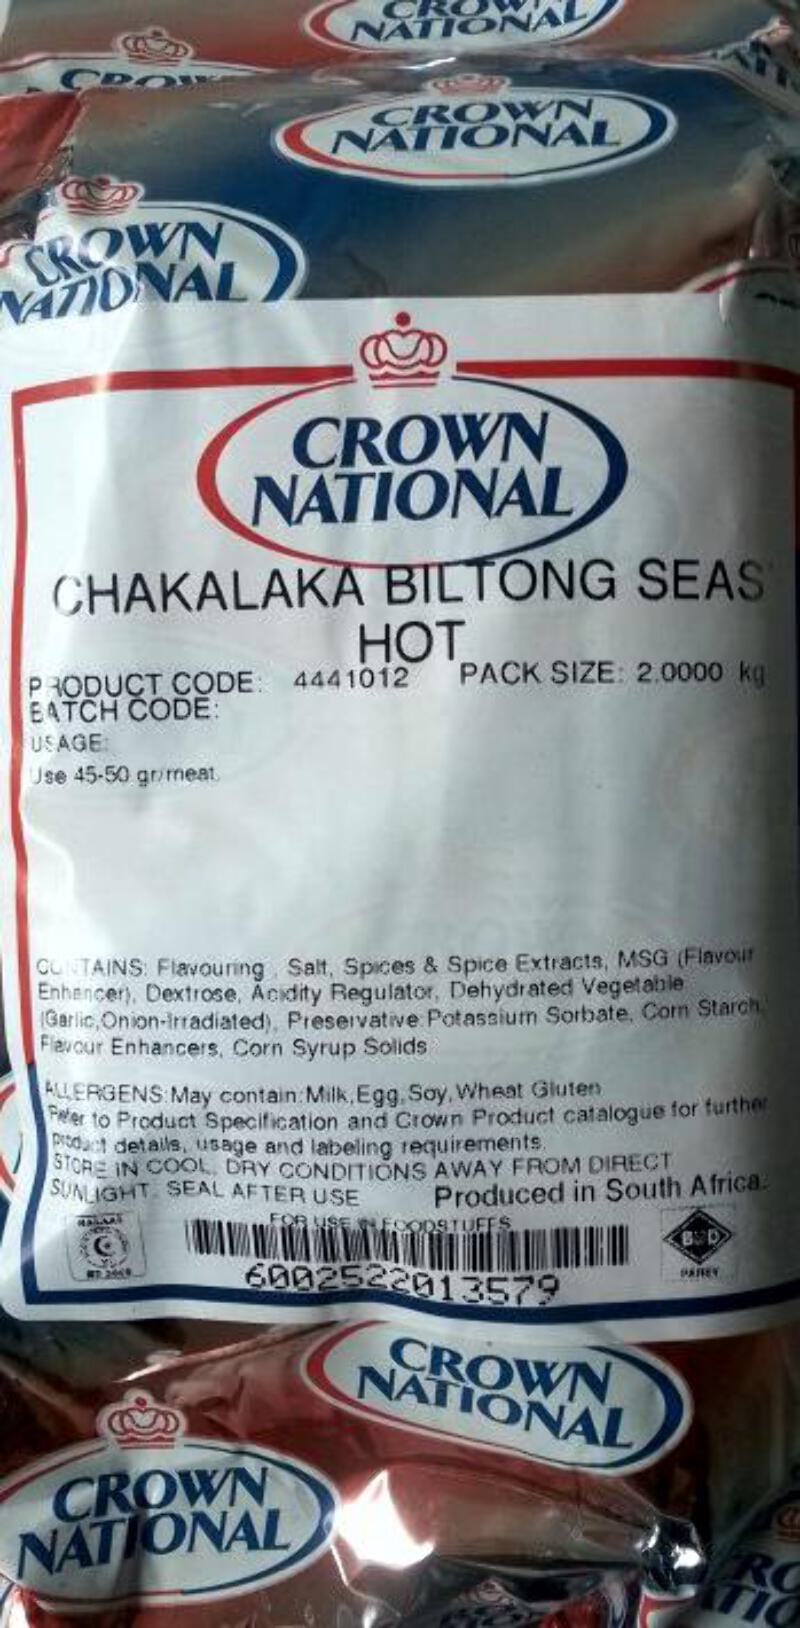 CROWN
NATIONAL
CROWN
NATIONAL
CROWN
NATIONAL
CROWN
NATIONAL
CHAKALAKA BILTONG SEAS
HOT
PRODUCT CODE: 4441012 PACK SIZE: 2.0000 kg
BATCH CODE:
USAGE:
Use 45-50 gr/meat.
CONTAINS: Flavouring , Salt, Spices & Spice Extracts, MSG (Flavour
Enhancer), Dextrose, Acidity Regulator, Dehydrated Vegetable
(Garlic,Onion-Irradiated), Preservative:Potassium Sorbate, Corn Starch,
Flavour Enhancers, Corn Syrup Solids
ALLERGENS:May contain:Milk,Egg,Soy,Wheat Gluten
Refer to Product Specification and Crown Product catalogue for further
product details, usage and labeling requirements.
STORE IN COOL, DRY CONDITIONS AWAY FROM DIRECT
SUNLIGHT. SEAL AFTER USE Produced in South Africa.
FOR USE IN FOODSTUFFS
6002522013579
PAREV
CROWN
NATIONAL
CROWN
NATIONAL